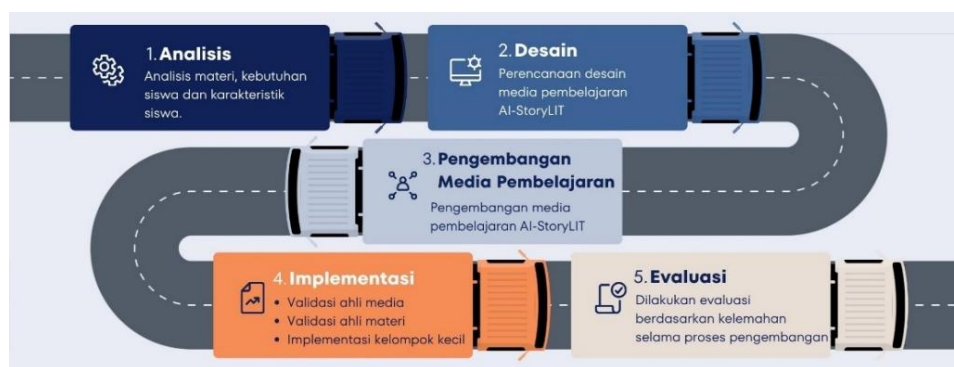 1. Analisis
Analisis materi, kebutuhan
siswa dan karakteristik
siswa.
2. Desain
Perencanaan desain
media pembelajaran
AI-StoryLIT
3. Pengembangan
Media Pembelajaran
Pengembangan media
pembelajaran AI-StoryLIT
4. Implementasi
• Validasi ahli media
• Validasi ahli materi
• Implementasi kelompok kecil
5. Evaluasi
Dilakukan evaluasi
berdasarkan kelemahan
selama proses pengembangan